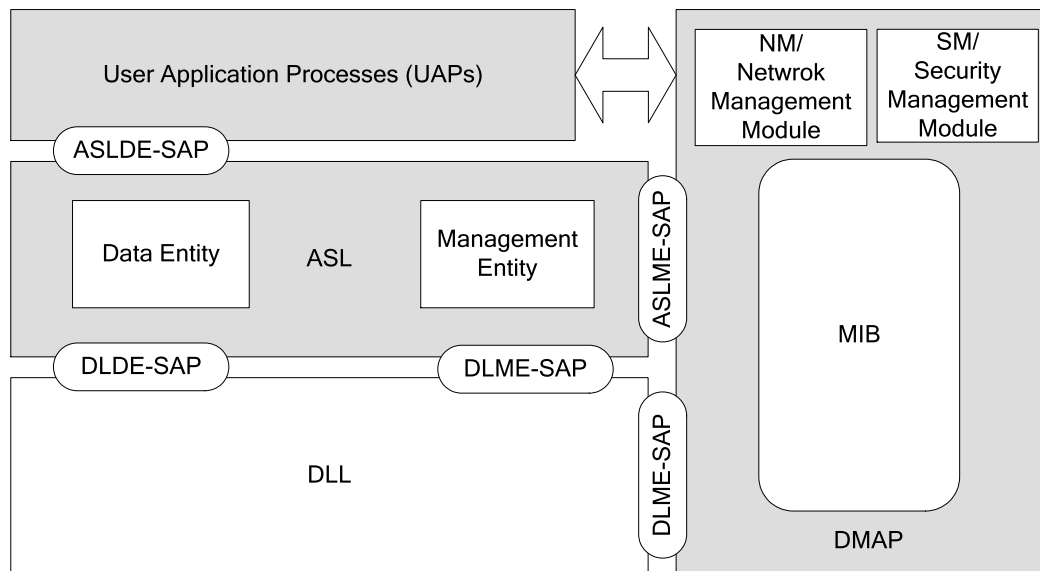 User Application Processes (UAPs)
NM/
Netwrok
Management
Module
SM/
Security
Management
Module
ASLDE-SAP
Data Entity
ASL
Management
Entity
ASLME-SAP
MIB
DLDE-SAP
DLME-SAP
DLL
DLME-SAP
DMAP